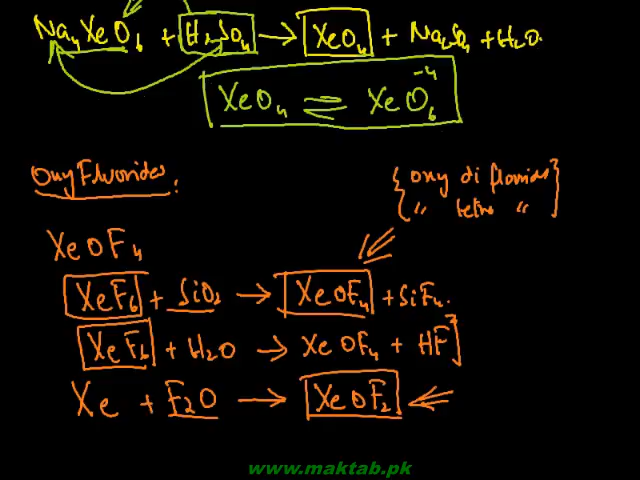 Na₄XeO₆ + H₂SO₄ → XeO₄ + Na₂SO₄ + H₂O.
XeO₄ ⇌ XeO₆⁻⁴
Oxy Fluorides.
{ oxy di flouride }
{ " tetra " }
XeOF₄
XeF₆ + SiO₂ → XeOF₄ + SiF₄.
XeF₆ + H₂O → XeOF₄ + HF]
Xe + F₂O → XeOF₂
www.maktab.pk